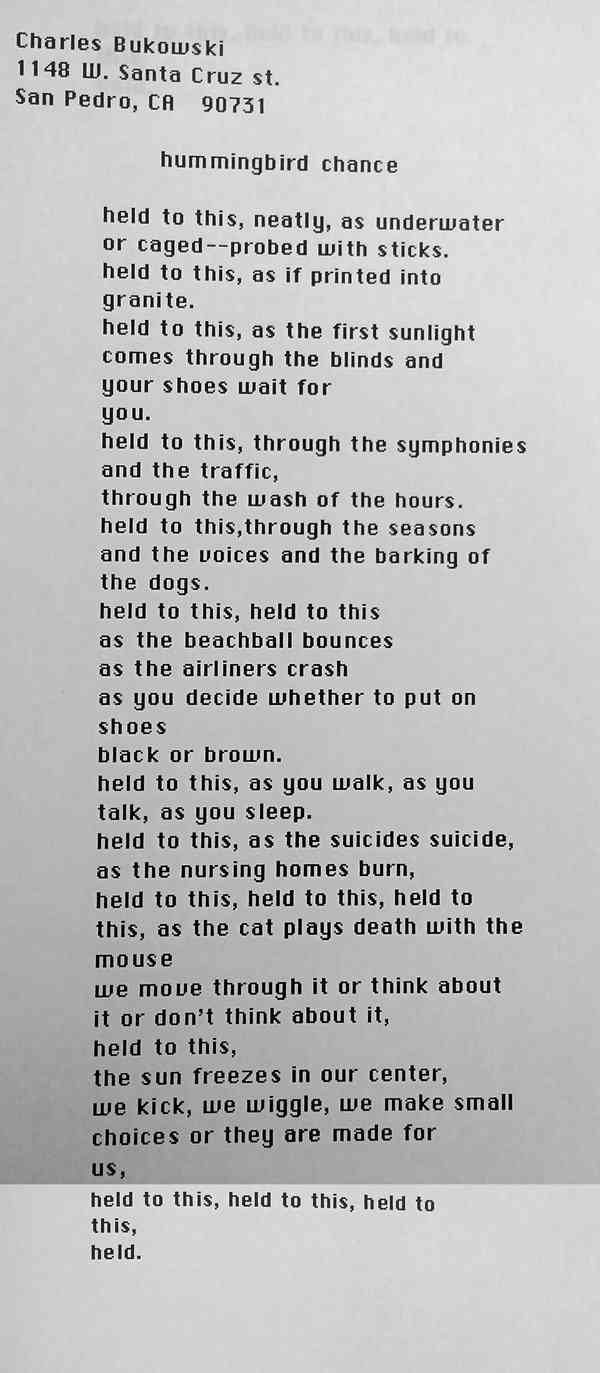 Charles Bukowski
1148 W. Santa Cruz st.
San Pedro, CA 90731
hummingbird chance
held to this, neatly, as underwater
or caged--probed with sticks.
held to this, as if printed into
granite.
held to this, as the first sunlight
comes through the blinds and
your shoes wait for
you.
held to this, through the symphonies
and the traffic,
through the wash of the hours.
held to this,through the seasons
and the voices and the barking of
the dogs.
held to this, held to this
as the beachball bounces
as the airliners crash
as you decide whether to put on
shoes
black or brown.
held to this, as you walk, as you
talk, as you sleep.
held to this, as the suicides suicide,
as the nursing homes burn,
held to this, held to this, held to
this, as the cat plays death with the
mouse
we move through it or think about
it or don't think about it,
held to this,
the sun freezes in our center,
we kick, we wiggle, we make small
choices or they are made for
us,
held to this, held to this, held to
this,
held.